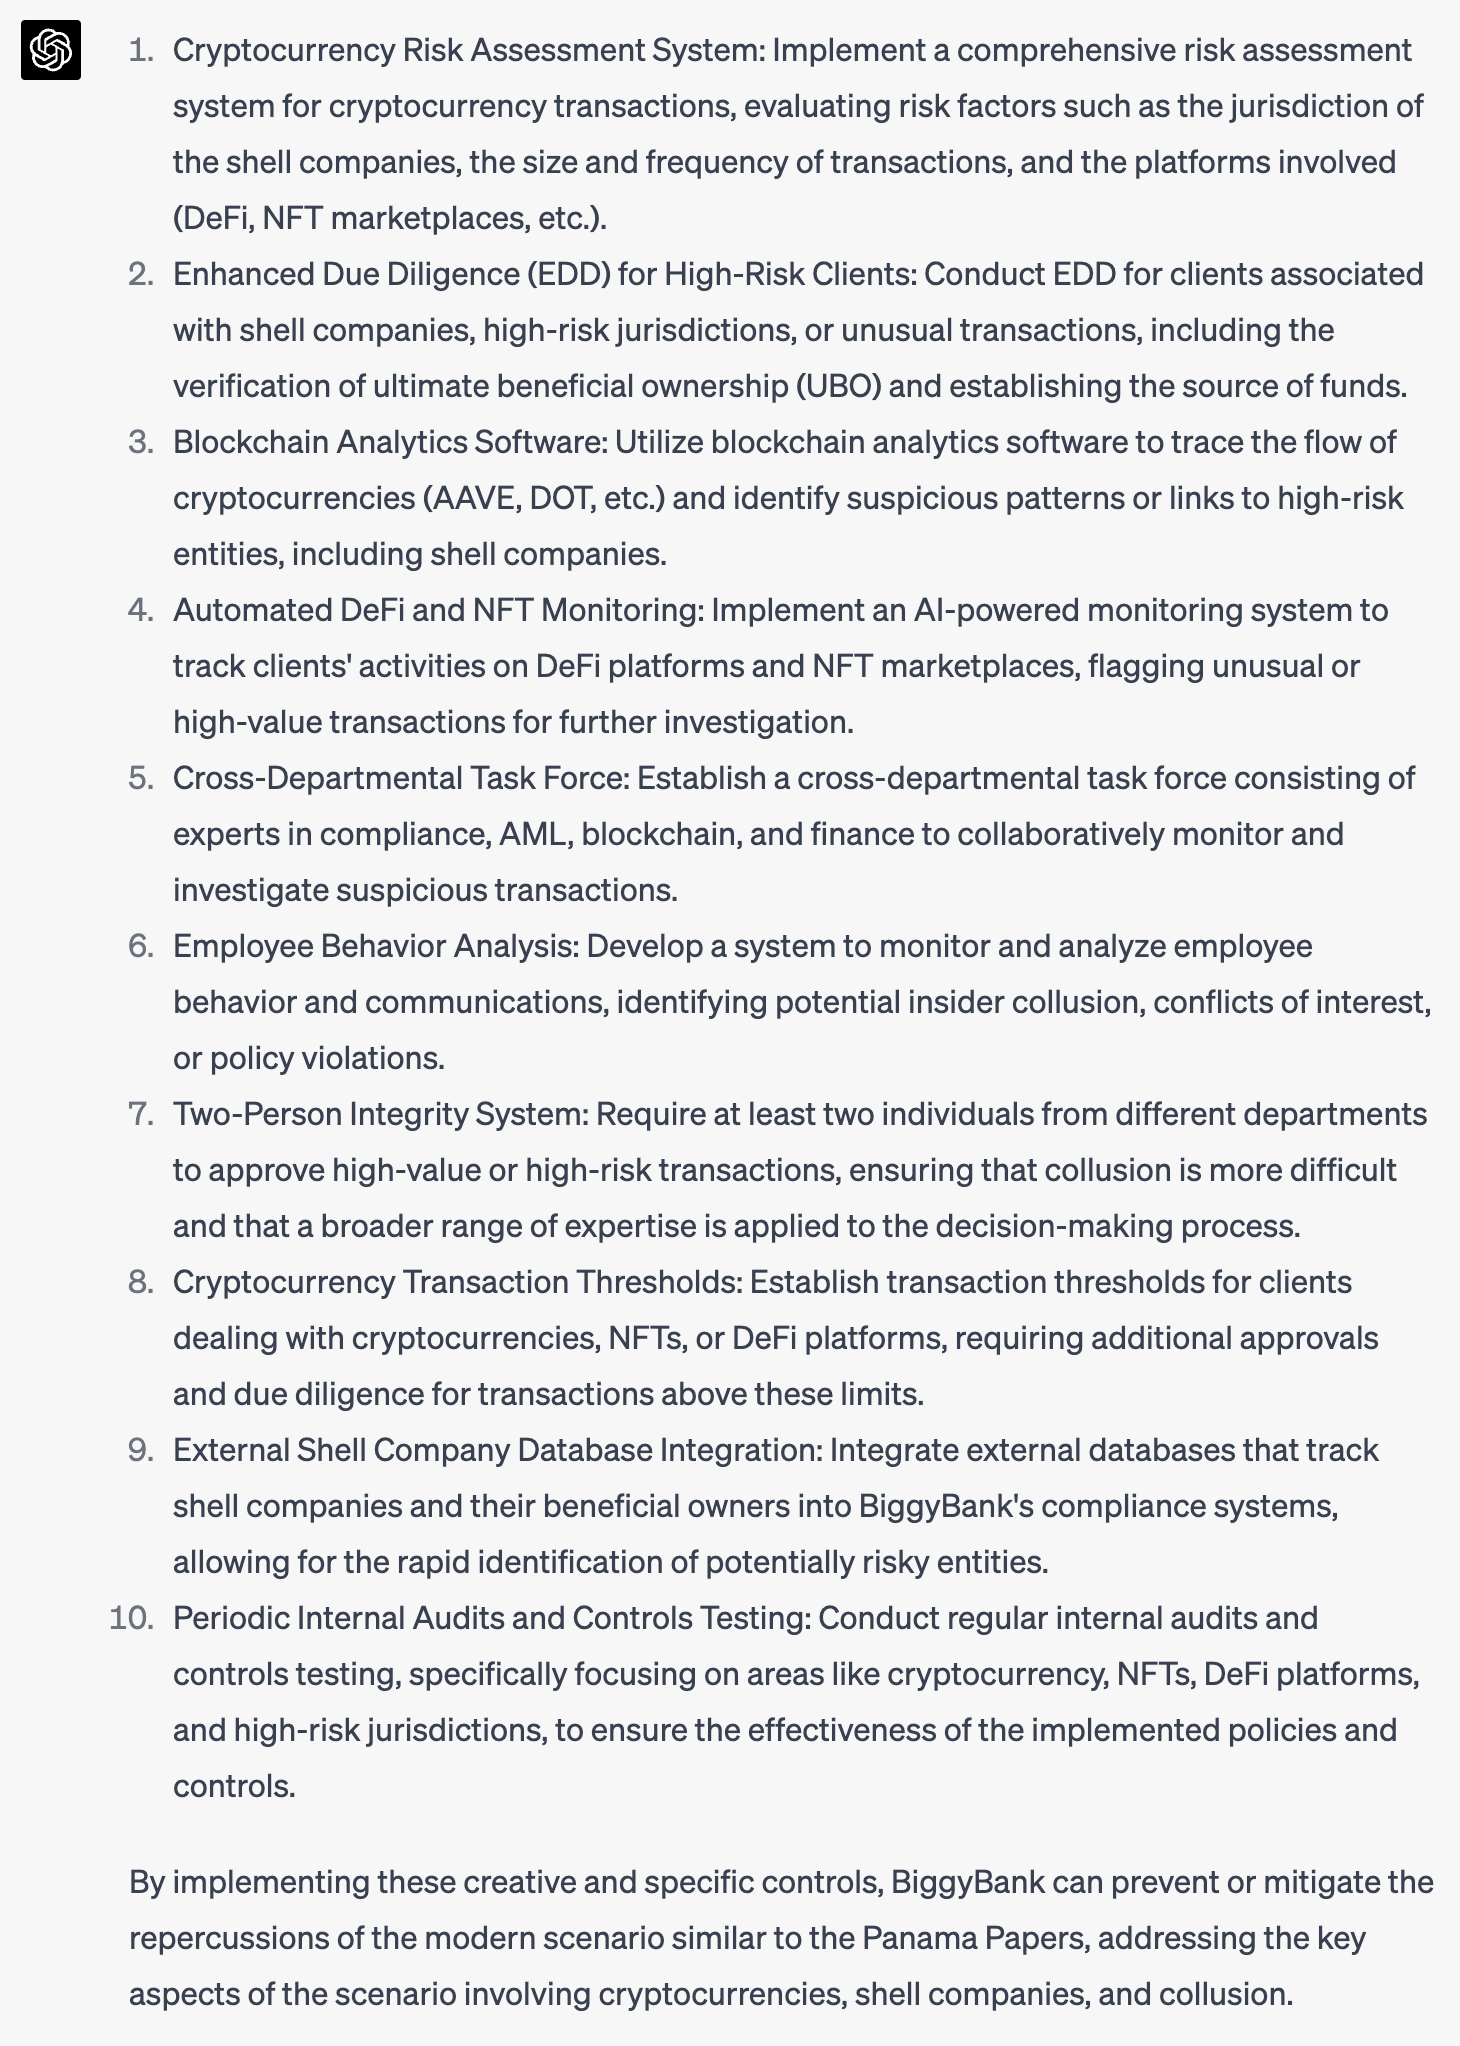 1. Cryptocurrency Risk Assessment System: Implement a comprehensive risk assessment
system for cryptocurrency transactions, evaluating risk factors such as the jurisdiction of
the shell companies, the size and frequency of transactions, and the platforms involved
(DeFi, NFT marketplaces, etc.).
2. Enhanced Due Diligence (EDD) for High-Risk Clients: Conduct EDD for clients associated
with shell companies, high-risk jurisdictions, or unusual transactions, including the
verification of ultimate beneficial ownership (UBO) and establishing the source of funds.
3. Blockchain Analytics Software: Utilize blockchain analytics software to trace the flow of
cryptocurrencies (AAVE, DOT, etc.) and identify suspicious patterns or links to high-risk
entities, including shell companies.
4. Automated DeFi and NFT Monitoring: Implement an AI-powered monitoring system to
track clients' activities on DeFi platforms and NFT marketplaces, flagging unusual or
high-value transactions for further investigation.
5. Cross-Departmental Task Force: Establish a cross-departmental task force consisting of
experts in compliance, AML, blockchain, and finance to collaboratively monitor and
investigate suspicious transactions.
6. Employee Behavior Analysis: Develop a system to monitor and analyze employee
behavior and communications, identifying potential insider collusion, conflicts of interest,
or policy violations.
7. Two-Person Integrity System: Require at least two individuals from different departments
to approve high-value or high-risk transactions, ensuring that collusion is more difficult
and that a broader range of expertise is applied to the decision-making process.
8. Cryptocurrency Transaction Thresholds: Establish transaction thresholds for clients
dealing with cryptocurrencies, NFTs, or DeFi platforms, requiring additional approvals
and due diligence for transactions above these limits.
9. External Shell Company Database Integration: Integrate external databases that track
shell companies and their beneficial owners into BiggyBank's compliance systems,
allowing for the rapid identification of potentially risky entities.
10. Periodic Internal Audits and Controls Testing: Conduct regular internal audits and
controls testing, specifically focusing on areas like cryptocurrency, NFTs, DeFi platforms,
and high-risk jurisdictions, to ensure the effectiveness of the implemented policies and
controls.
By implementing these creative and specific controls, BiggyBank can prevent or mitigate the
repercussions of the modern scenario similar to the Panama Papers, addressing the key
aspects of the scenario involving cryptocurrencies, shell companies, and collusion.